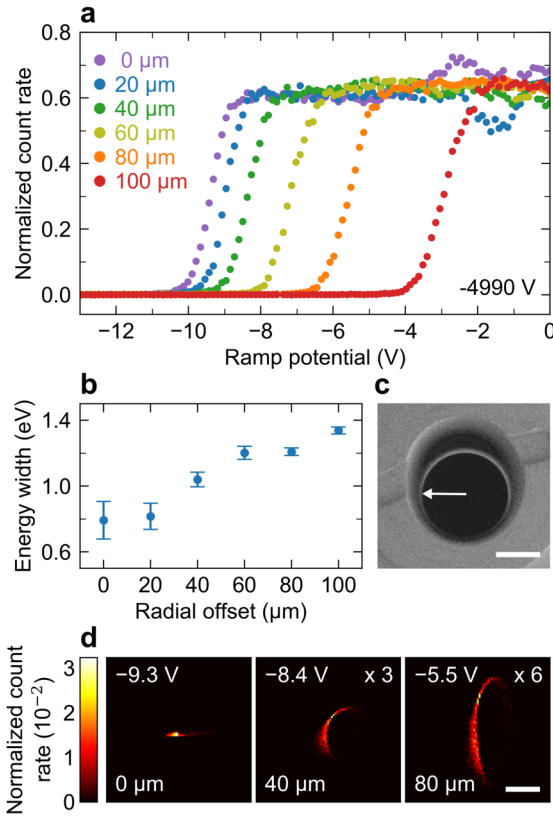 a
0.8
0.6
0.4
0.2
0.0
Normalized count rate
0 µm
20 µm
40 µm
60 µm
80 µm
100 µm
-4990 V
−12
−10
−8
−6
−4
−2
0
Ramp potential (V)
b
1.4
1.0
0.6
Energy width (eV)
0
20
40
60
80
100
Radial offset (µm)
c
d
Normalized count
rate (10⁻²)
3
2
1
0
−9.3 V
0 µm
−8.4 V
x 3
40 µm
−5.5 V
x 6
80 µm